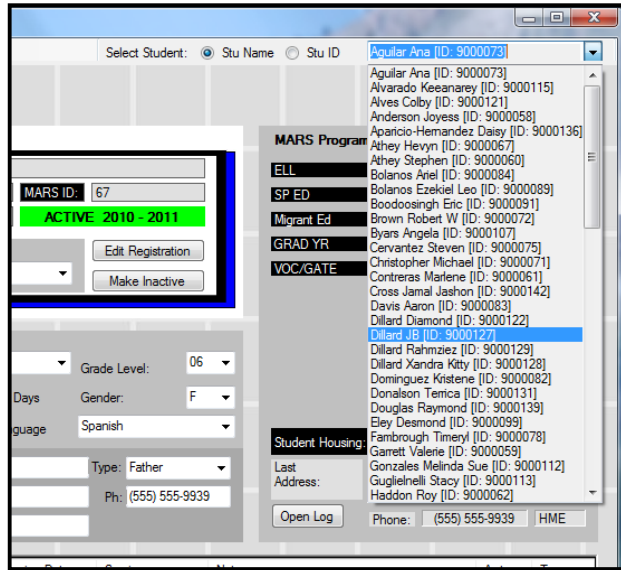 Select Student: Stu Name Stu ID Aguilar Ana [ID: 9000073]
Aguilar Ana [ID: 9000073]
Alvarado Keeanarey [ID: 9000115]
Alves Colby [ID: 9000121]
Anderson Joyess [ID: 9000058]
Aparicio-Hernandez Daisy [ID: 9000136]
Athey Hevyn [ID: 9000067]
Athey Stephen [ID: 9000060]
Bolanos Ariel [ID: 9000084]
Bolanos Ezekiel Leo [ID: 9000089]
Boodoosingh Eric [ID: 9000091]
Brown Robert W [ID: 9000072]
Byars Angela [ID: 9000107]
Cervantez Steven [ID: 9000075]
Christopher Michael [ID: 9000071]
Contreras Marlene [ID: 9000061]
Cross Jamal Jashon [ID: 9000142]
Davis Aaron [ID: 9000083]
Dillard Diamond [ID: 9000122]
Dillard JB [ID: 9000127]
Dillard Rahmziez [ID: 9000129]
Dillard Xandra Kitty [ID: 9000128]
Dominguez Kristene [ID: 9000082]
Donalson Terrica [ID: 9000131]
Douglas Raymond [ID: 9000139]
Eley Desmond [ID: 9000099]
Fambrough Timeryl [ID: 9000078]
Garrett Valerie [ID: 9000059]
Gonzales Melinda Sue [ID: 9000112]
Guglielnelli Stacy [ID: 9000113]
Haddon Roy [ID: 9000062]
MARS ID: 67
ACTIVE 2010 - 2011
Edit Registration
Make Inactive
MARS Program
ELL
SP ED
Migrant Ed
GRAD YR
VOC/GATE
Grade Level: 06
Days Gender: F
guage Spanish
Type: Father
Ph: (555) 555-9939
Student Housing:
Last
Address:
Open Log Phone: (555) 555-9939 HME